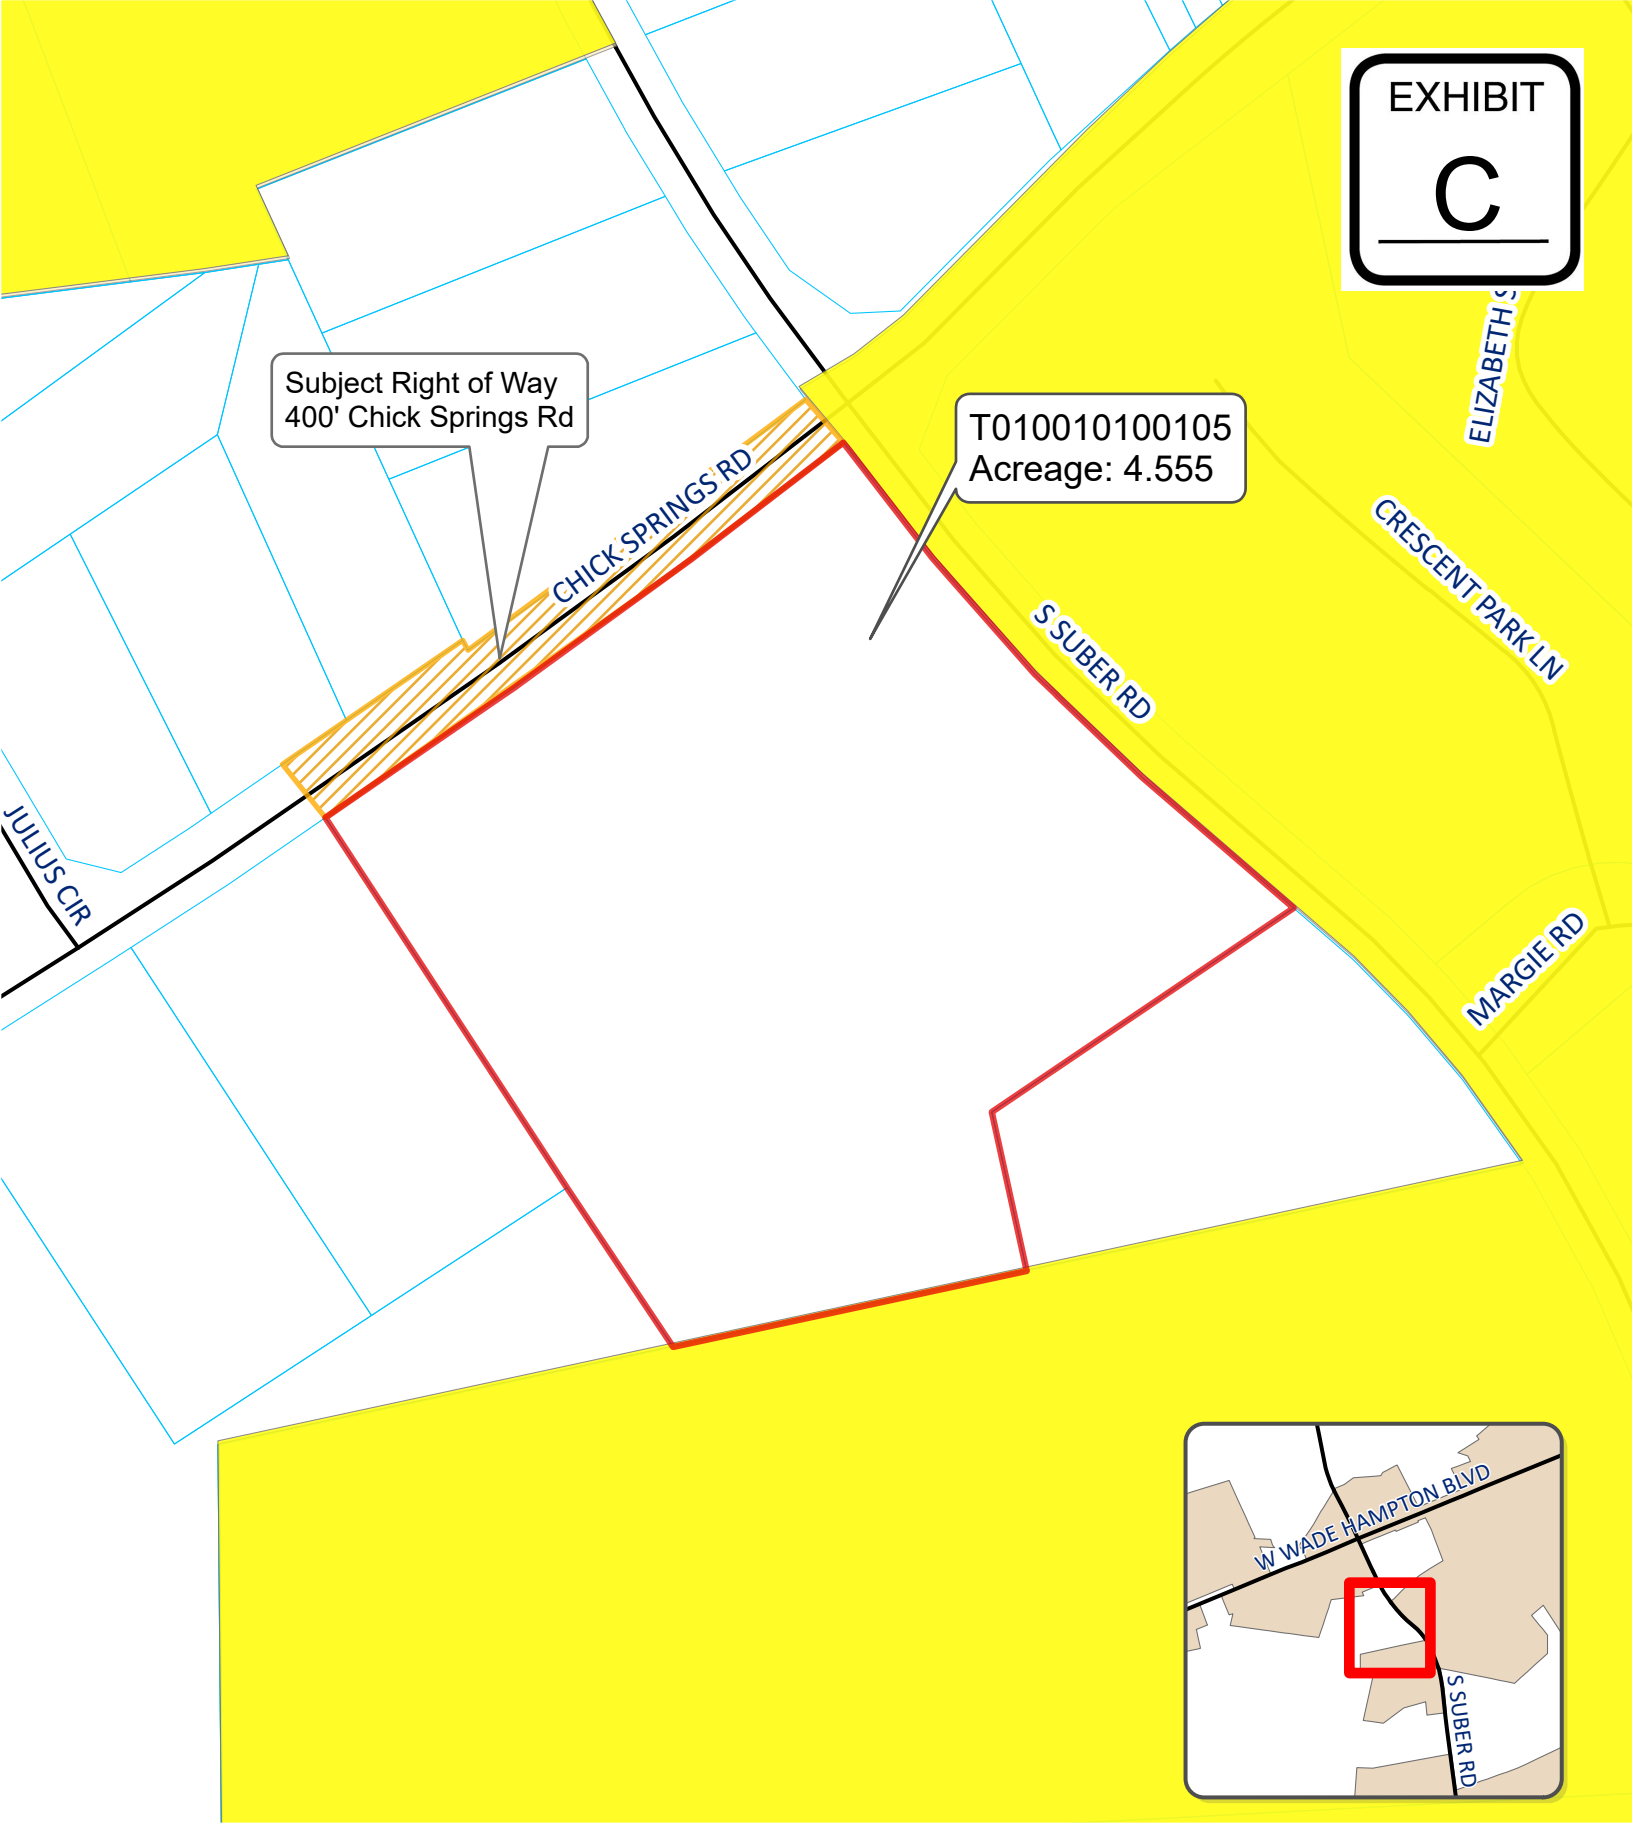 EXHIBIT
C
ELIZABETH S
Subject Right of Way
400' Chick Springs Rd
T010010100105
Acreage: 4.555
CHICK SPRINGS RD
CRESCENT PARK LN
S SUBER RD
JULIUS CIR
MARGIE RD
W WADE HAMPTON BLVD
S SUBER RD